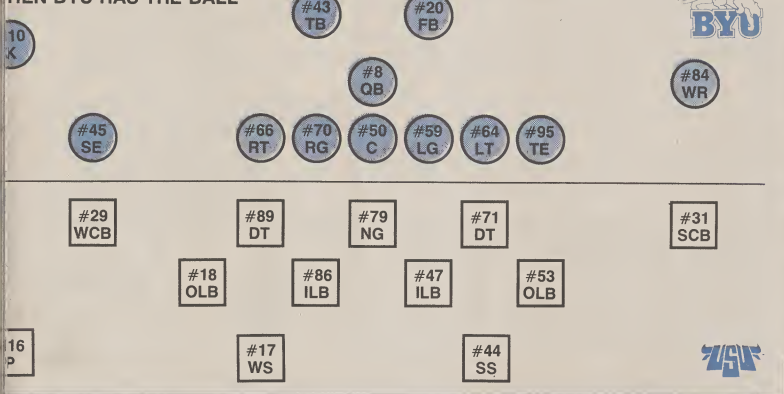 WHEN BYU HAS THE BALL
#43 TB
#20 FB
BYU
10 K
#8 QB
#84 WR
#45 SE
#66 RT
#70 RG
#50 C
#59 LG
#64 LT
#95 TE
#29 WCB
#89 DT
#79 NG
#71 DT
#31 SCB
#18 OLB
#86 ILB
#47 ILB
#53 OLB
16 P
#17 WS
#44 SS
USU